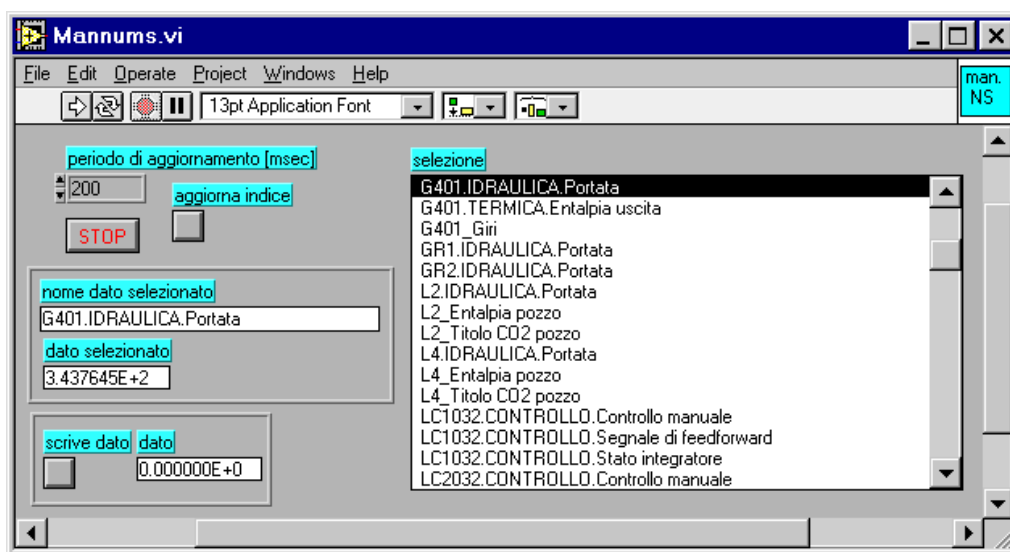 Mannums.vi
File Edit Operate Project Windows Help
man.
NS
13pt Application Font
periodo di aggiornamento [msec]
200
aggiorna indice
STOP
nome dato selezionato
G401.IDRAULICA.Portata
dato selezionato
3.437645E+2
scrive dato dato
0.000000E+0
selezione
G401.IDRAULICA.Portata
G401.TERMICA.Entalpia uscita
G401_Giri
GR1.IDRAULICA.Portata
GR2.IDRAULICA.Portata
L2.IDRAULICA.Portata
L2_Entalpia pozzo
L2_Titolo CO2 pozzo
L4.IDRAULICA.Portata
L4_Entalpia pozzo
L4_Titolo CO2 pozzo
LC1032.CONTROLLO.Controllo manuale
LC1032.CONTROLLO.Segnale di feedforward
LC1032.CONTROLLO.Stato integratore
LC2032.CONTROLLO.Controllo manuale